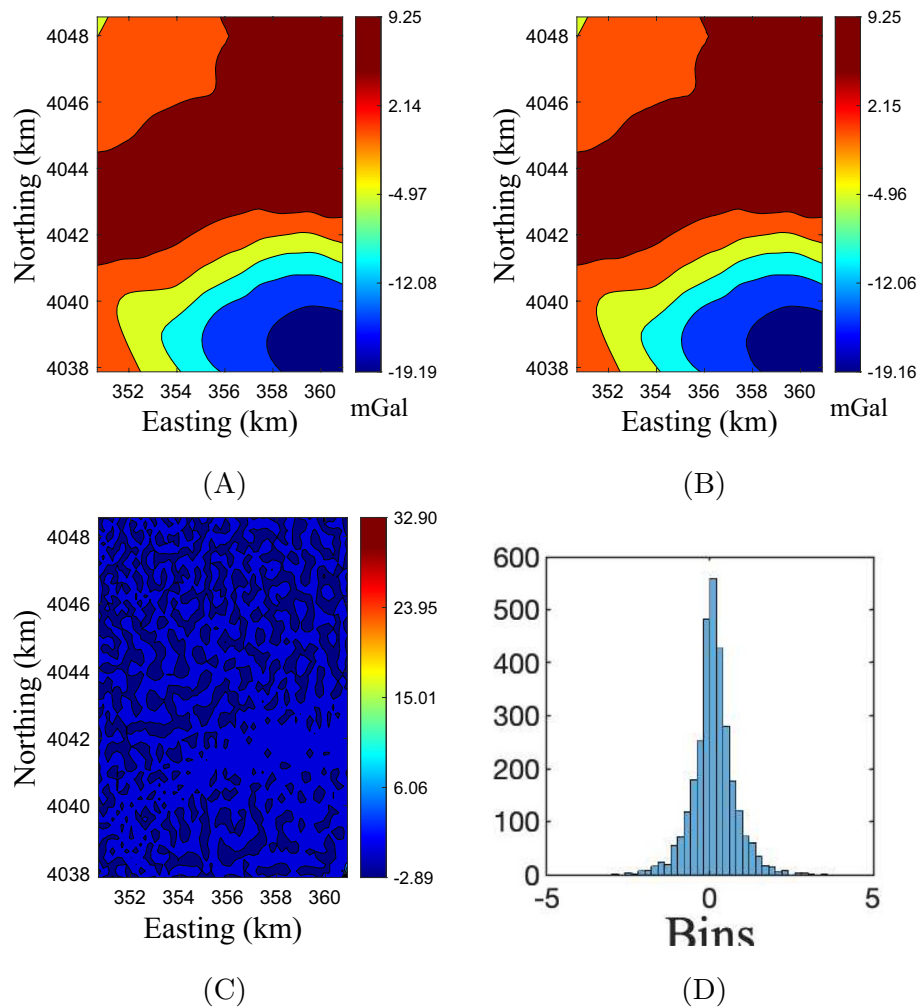 9.25
4048
4046
2.14
4044
Northing (km)
-4.97
4042
4040
-12.08
4038
-19.19
352 354 356 358 360
mGal
Easting (km)
(A)
9.25
4048
4046
2.15
4044
Northing (km)
-4.96
4042
4040
-12.06
4038
-19.16
352 354 356 358 360
mGal
Easting (km)
(B)
32.90
4048
4046
23.95
4044
Northing (km)
15.01
4042
6.06
4040
4038
-2.89
352 354 356 358 360
Easting (km)
(C)
600
500
400
300
200
100
0
-5 0 5
Bins
(D)